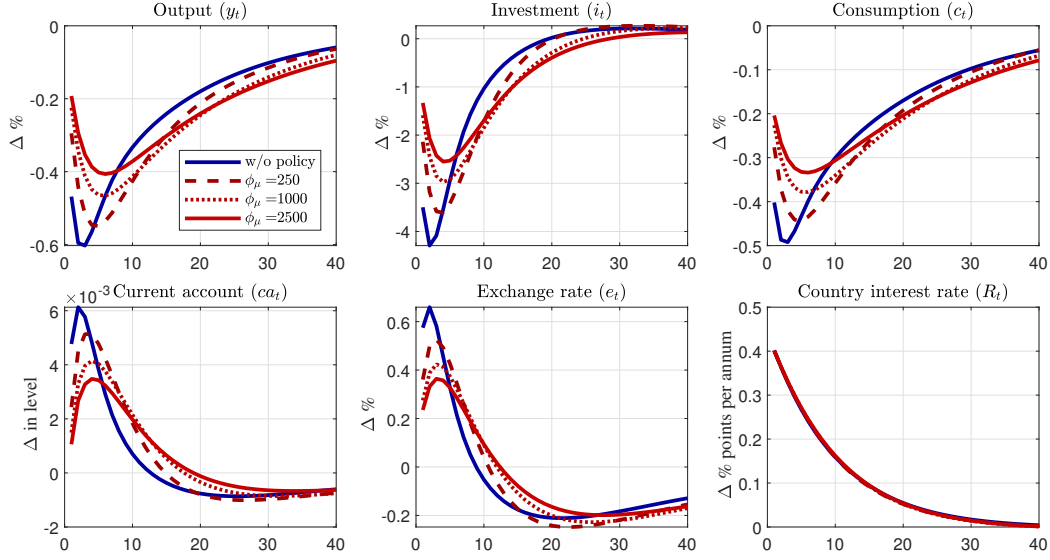 Output (y_t)
Investment (i_t)
Consumption (c_t)
0
-0.2
-0.4
-0.6
Δ %
w/o policy
ϕ_μ =250
ϕ_μ =1000
ϕ_μ =2500
0 10 20 30 40
0
-1
-2
-3
-4
Δ %
0 10 20 30 40
0
-0.1
-0.2
-0.3
-0.4
-0.5
Δ %
0 10 20 30 40
×10^-3
Current account (ca_t)
Exchange rate (e_t)
Country interest rate (R_t)
6
4
2
0
-2
Δ in level
0 10 20 30 40
0.6
0.4
0.2
0
-0.2
Δ %
0 10 20 30 40
0.5
0.4
0.3
0.2
0.1
0
Δ % points per annum
0 10 20 30 40